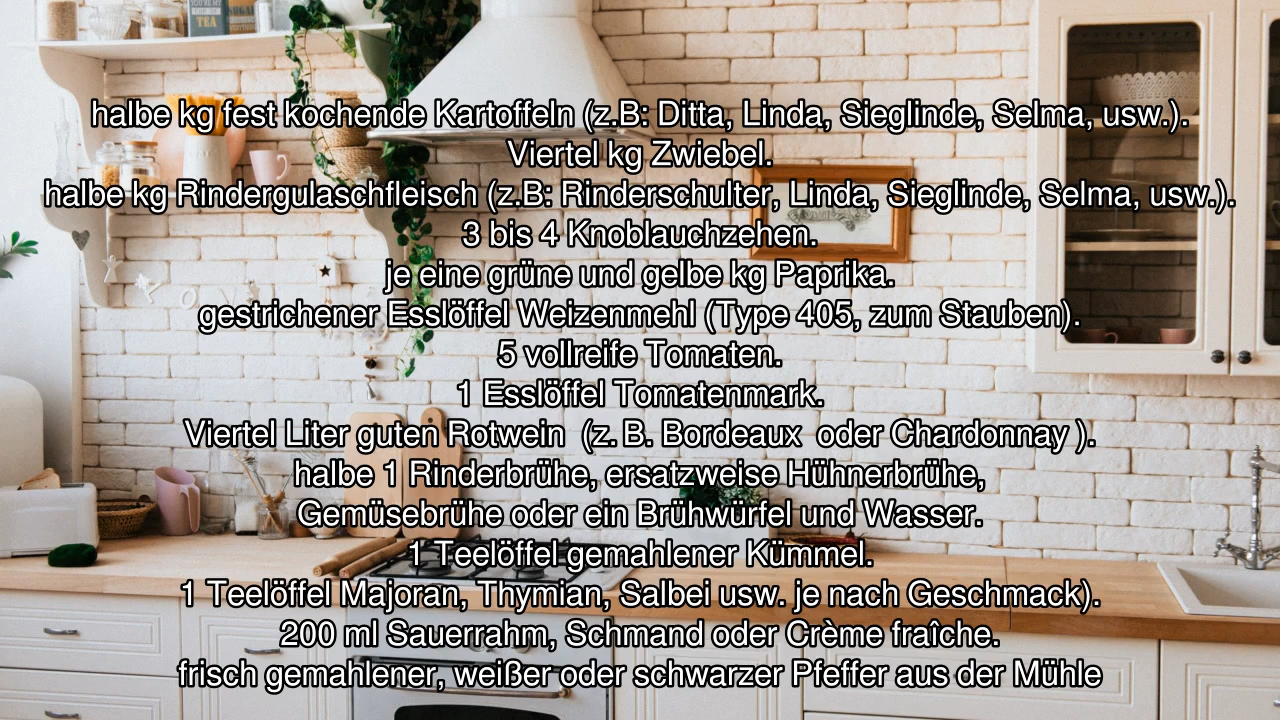 TEA
halbe kg fest kochende Kartoffeln (z.B: Ditta, Linda, Sieglinde, Selma, usw.).
Viertel kg Zwiebel.
halbe kg Rindergulaschfleisch (z.B: Rinderschulter, Linda, Sieglinde, Selma, usw.).
3 bis 4 Knoblauchzehen.
je eine grüne und gelbe kg Paprika.
gestrichener Esslöffel Weizenmehl (Type 405, zum Stauben).
5 vollreife Tomaten.
1 Esslöffel Tomatenmark.
Viertel Liter guten Rotwein (z. B. Bordeaux oder Chardonnay ).
halbe 1 Rinderbrühe, ersatzweise Hühnerbrühe,
Gemüsebrühe oder ein Brühwürfel und Wasser.
1 Teelöffel gemahlener Kümmel.
1 Teelöffel Majoran, Thymian, Salbei usw. je nach Geschmack).
200 ml Sauerrahm, Schmand oder Crème fraîche.
frisch gemahlener, weißer oder schwarzer Pfeffer aus der Mühle